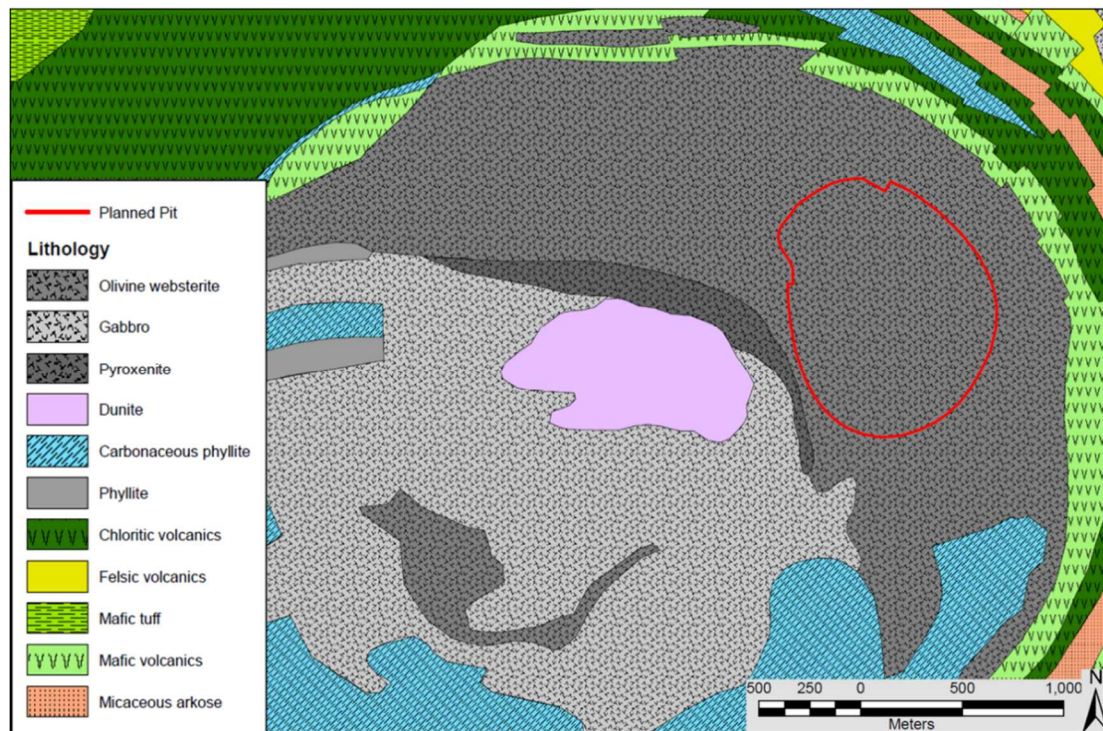 Planned Pit
Lithology
Olivine websterite
Gabbro
Pyroxenite
Dunite
Carbonaceous phyllite
Phyllite
Chloritic volcanics
Felsic volcanics
Mafic tuff
Mafic volcanics
Micaceous arkose
500 250 0 500 1,000
Meters
N